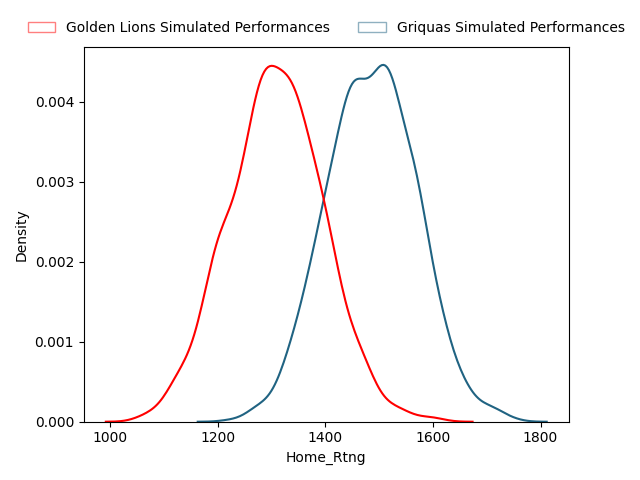 Golden Lions Simulated Performances Griquas Simulated Performances
0.004
0.003
0.002
0.001
0.000
Density
1000 1200 1400 1600 1800
Home_Rtng